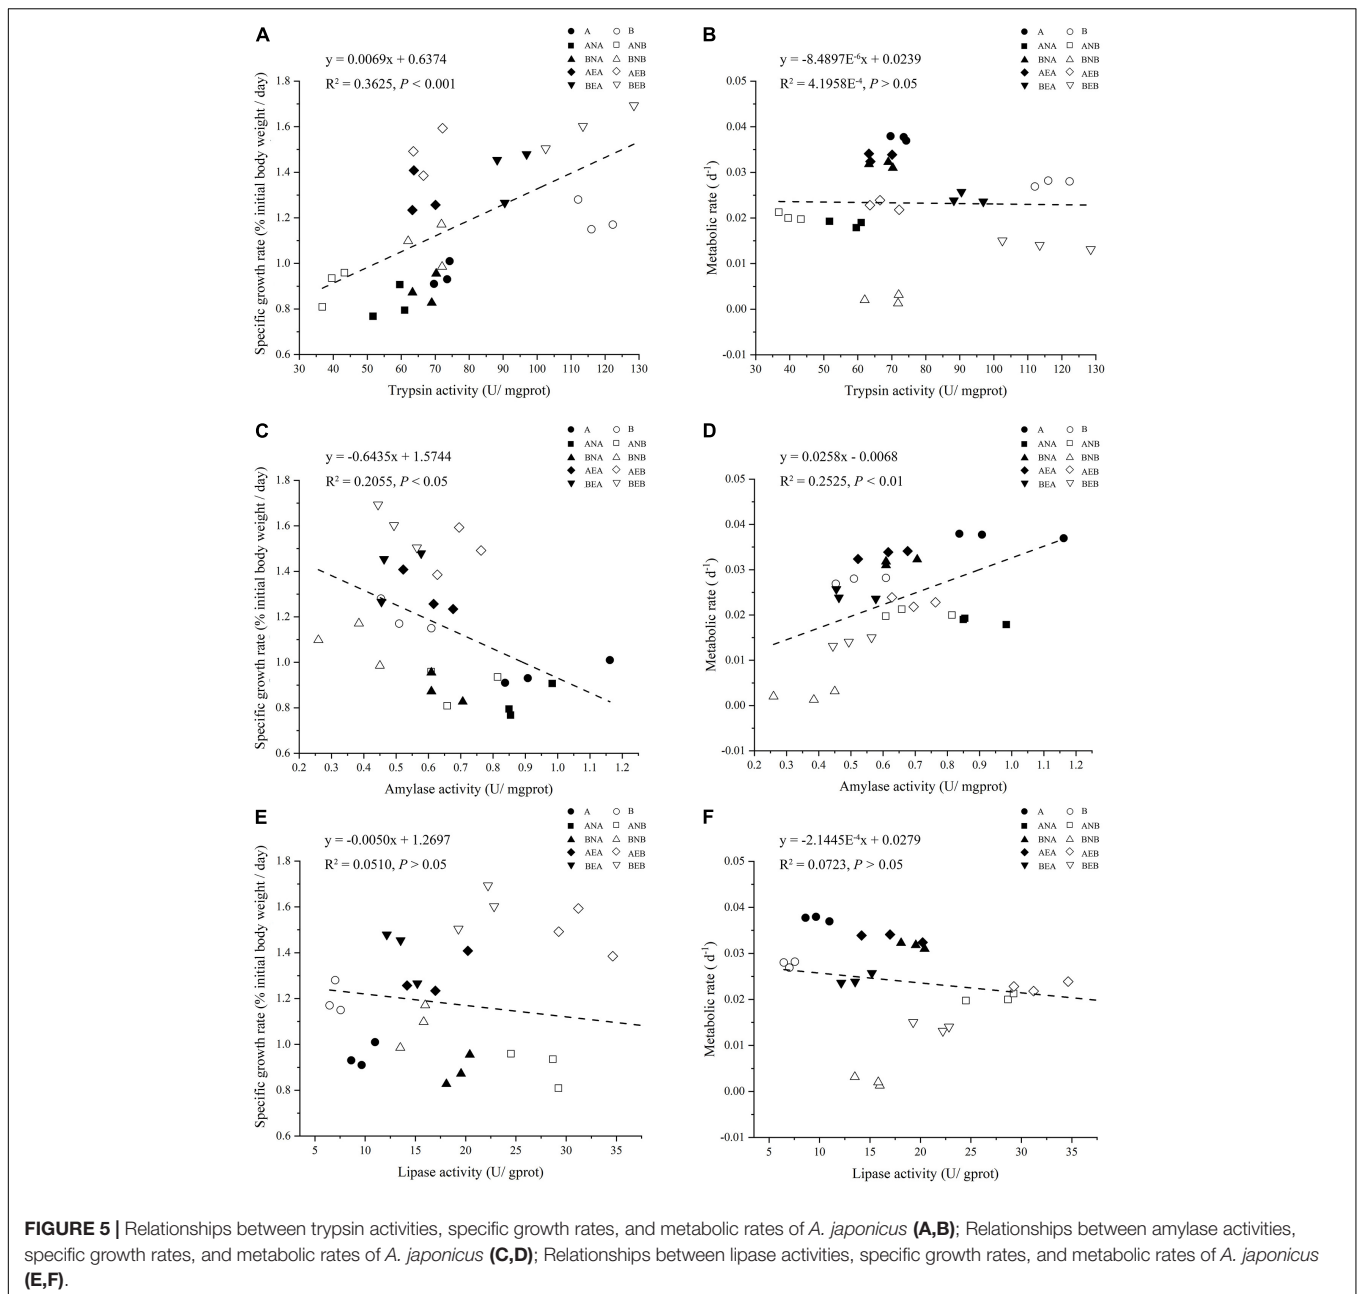 A
A B
ANA ANB
BNA BNB
AEA AEB
BEA BEB
y = 0.0069x + 0.6374
R² = 0.3625, P < 0.001
Specific growth rate (% initial body weight / day)
1.8
1.6
1.4
1.2
1.0
0.8
0.6
30 40 50 60 70 80 90 100 110 120 130
Trypsin activity (U/ mgprot)
B
A B
ANA ANB
BNA BNB
AEA AEB
BEA BEB
y = -8.4897E⁻⁶x + 0.0239
R² = 4.1958E⁻⁴, P > 0.05
Metabolic rate ( d⁻¹)
0.05
0.04
0.03
0.02
0.01
0.00
-0.01
30 40 50 60 70 80 90 100 110 120 130
Trypsin activity (U/ mgprot)
C
A B
ANA ANB
BNA BNB
AEA AEB
BEA BEB
y = -0.6435x + 1.5744
R² = 0.2055, P < 0.05
Specific growth rate (% initial body weight / day)
1.8
1.6
1.4
1.2
1.0
0.8
0.6
0.2 0.3 0.4 0.5 0.6 0.7 0.8 0.9 1.0 1.1 1.2
Amylase activity (U/ mgprot)
D
A B
ANA ANB
BNA BNB
AEA AEB
BEA BEB
y = 0.0258x - 0.0068
R² = 0.2525, P < 0.01
Metabolic rate ( d⁻¹)
0.05
0.04
0.03
0.02
0.01
0.00
-0.01
0.2 0.3 0.4 0.5 0.6 0.7 0.8 0.9 1.0 1.1 1.2
Amylase activity (U/ mgprot)
E
A B
ANA ANB
BNA BNB
AEA AEB
BEA BEB
y = -0.0050x + 1.2697
R² = 0.0510, P > 0.05
Specific growth rate (% initial body weight / day)
1.8
1.6
1.4
1.2
1.0
0.8
0.6
5 10 15 20 25 30 35
Lipase activity (U/ gprot)
F
A B
ANA ANB
BNA BNB
AEA AEB
BEA BEB
y = -2.1445E⁻⁴x + 0.0279
R² = 0.0723, P > 0.05
Metabolic rate ( d⁻¹)
0.05
0.04
0.03
0.02
0.01
0.00
-0.01
5 10 15 20 25 30 35
Lipase activity (U/ gprot)
FIGURE 5 | Relationships between trypsin activities, specific growth rates, and metabolic rates of A. japonicus (A,B); Relationships between amylase activities,
specific growth rates, and metabolic rates of A. japonicus (C,D); Relationships between lipase activities, specific growth rates, and metabolic rates of A. japonicus
(E,F).